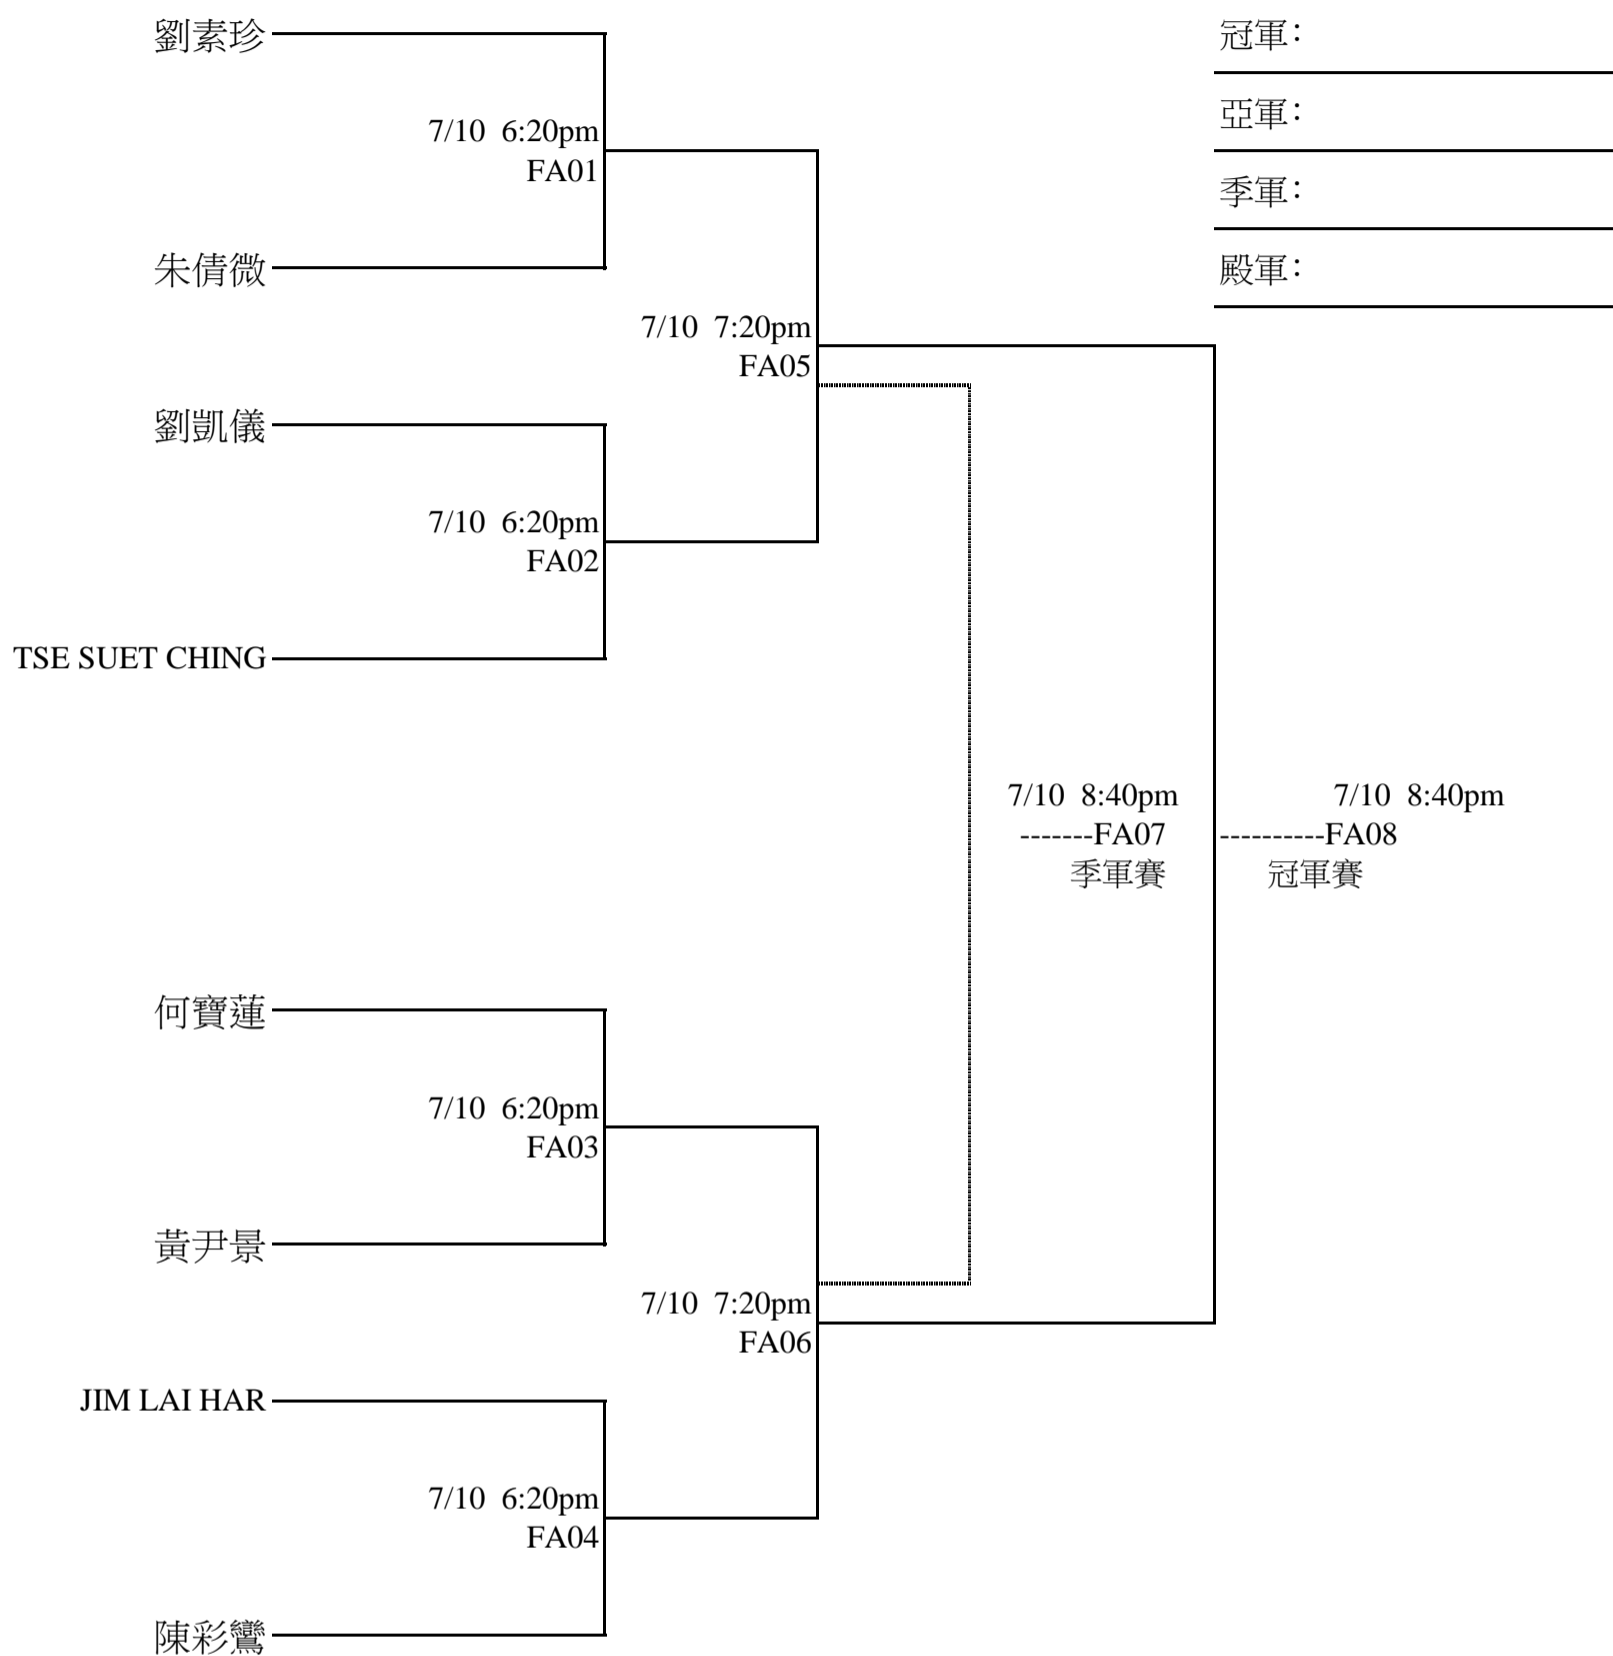 劉素珍
冠軍：
亞軍：
7/10 6:20pm
FA01
季軍：
朱倩微
殿軍：
7/10 7:20pm
FA05
劉凱儀
7/10 6:20pm
FA02
TSE SUET CHING
7/10 8:40pm
7/10 8:40pm
-------FA07
----------FA08
季軍賽
冠軍賽
何寶蓮
7/10 6:20pm
FA03
黃尹景
7/10 7:20pm
FA06
JIM LAI HAR
7/10 6:20pm
FA04
陳彩鸞